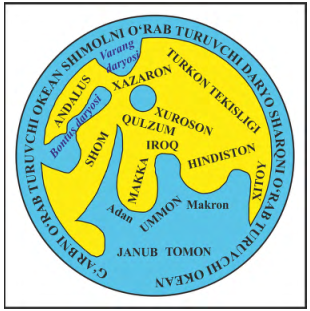 G‘ARBNI O‘RAB TURUVCHI OKEAN SHIMOLNI O‘RAB TURUVCHI DARYO SHARQNI O‘RAB TURUVCHI OKEAN
Varang
daryosi
ANDALUS
XAZARON
TURKON TEKISLIGI
Bontus daryosi
XUROSON
QULZUM
SHOM
IROQ
HINDISTON
XITOY
MAKKA
Adan
UMMON
Makron
JANUB TOMON